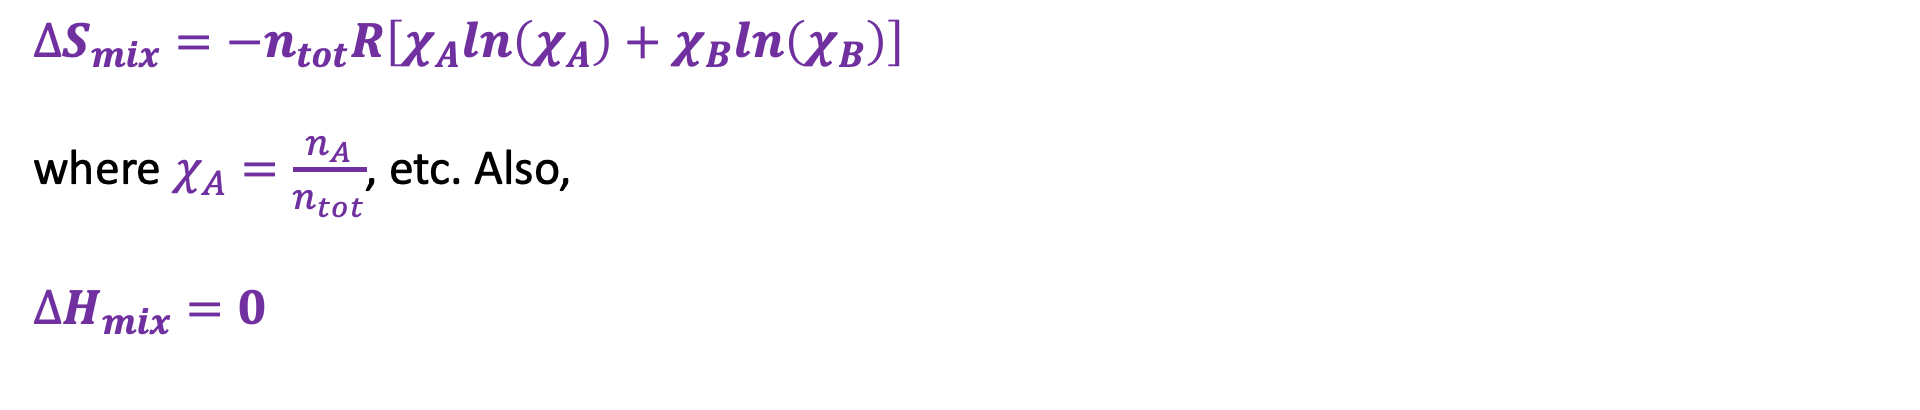 ΔS_mix = −n_tot R[χ_A ln(χ_A) + χ_B ln(χ_B)]
where χ_A = n_A/n_tot, etc. Also,
ΔH_mix = 0